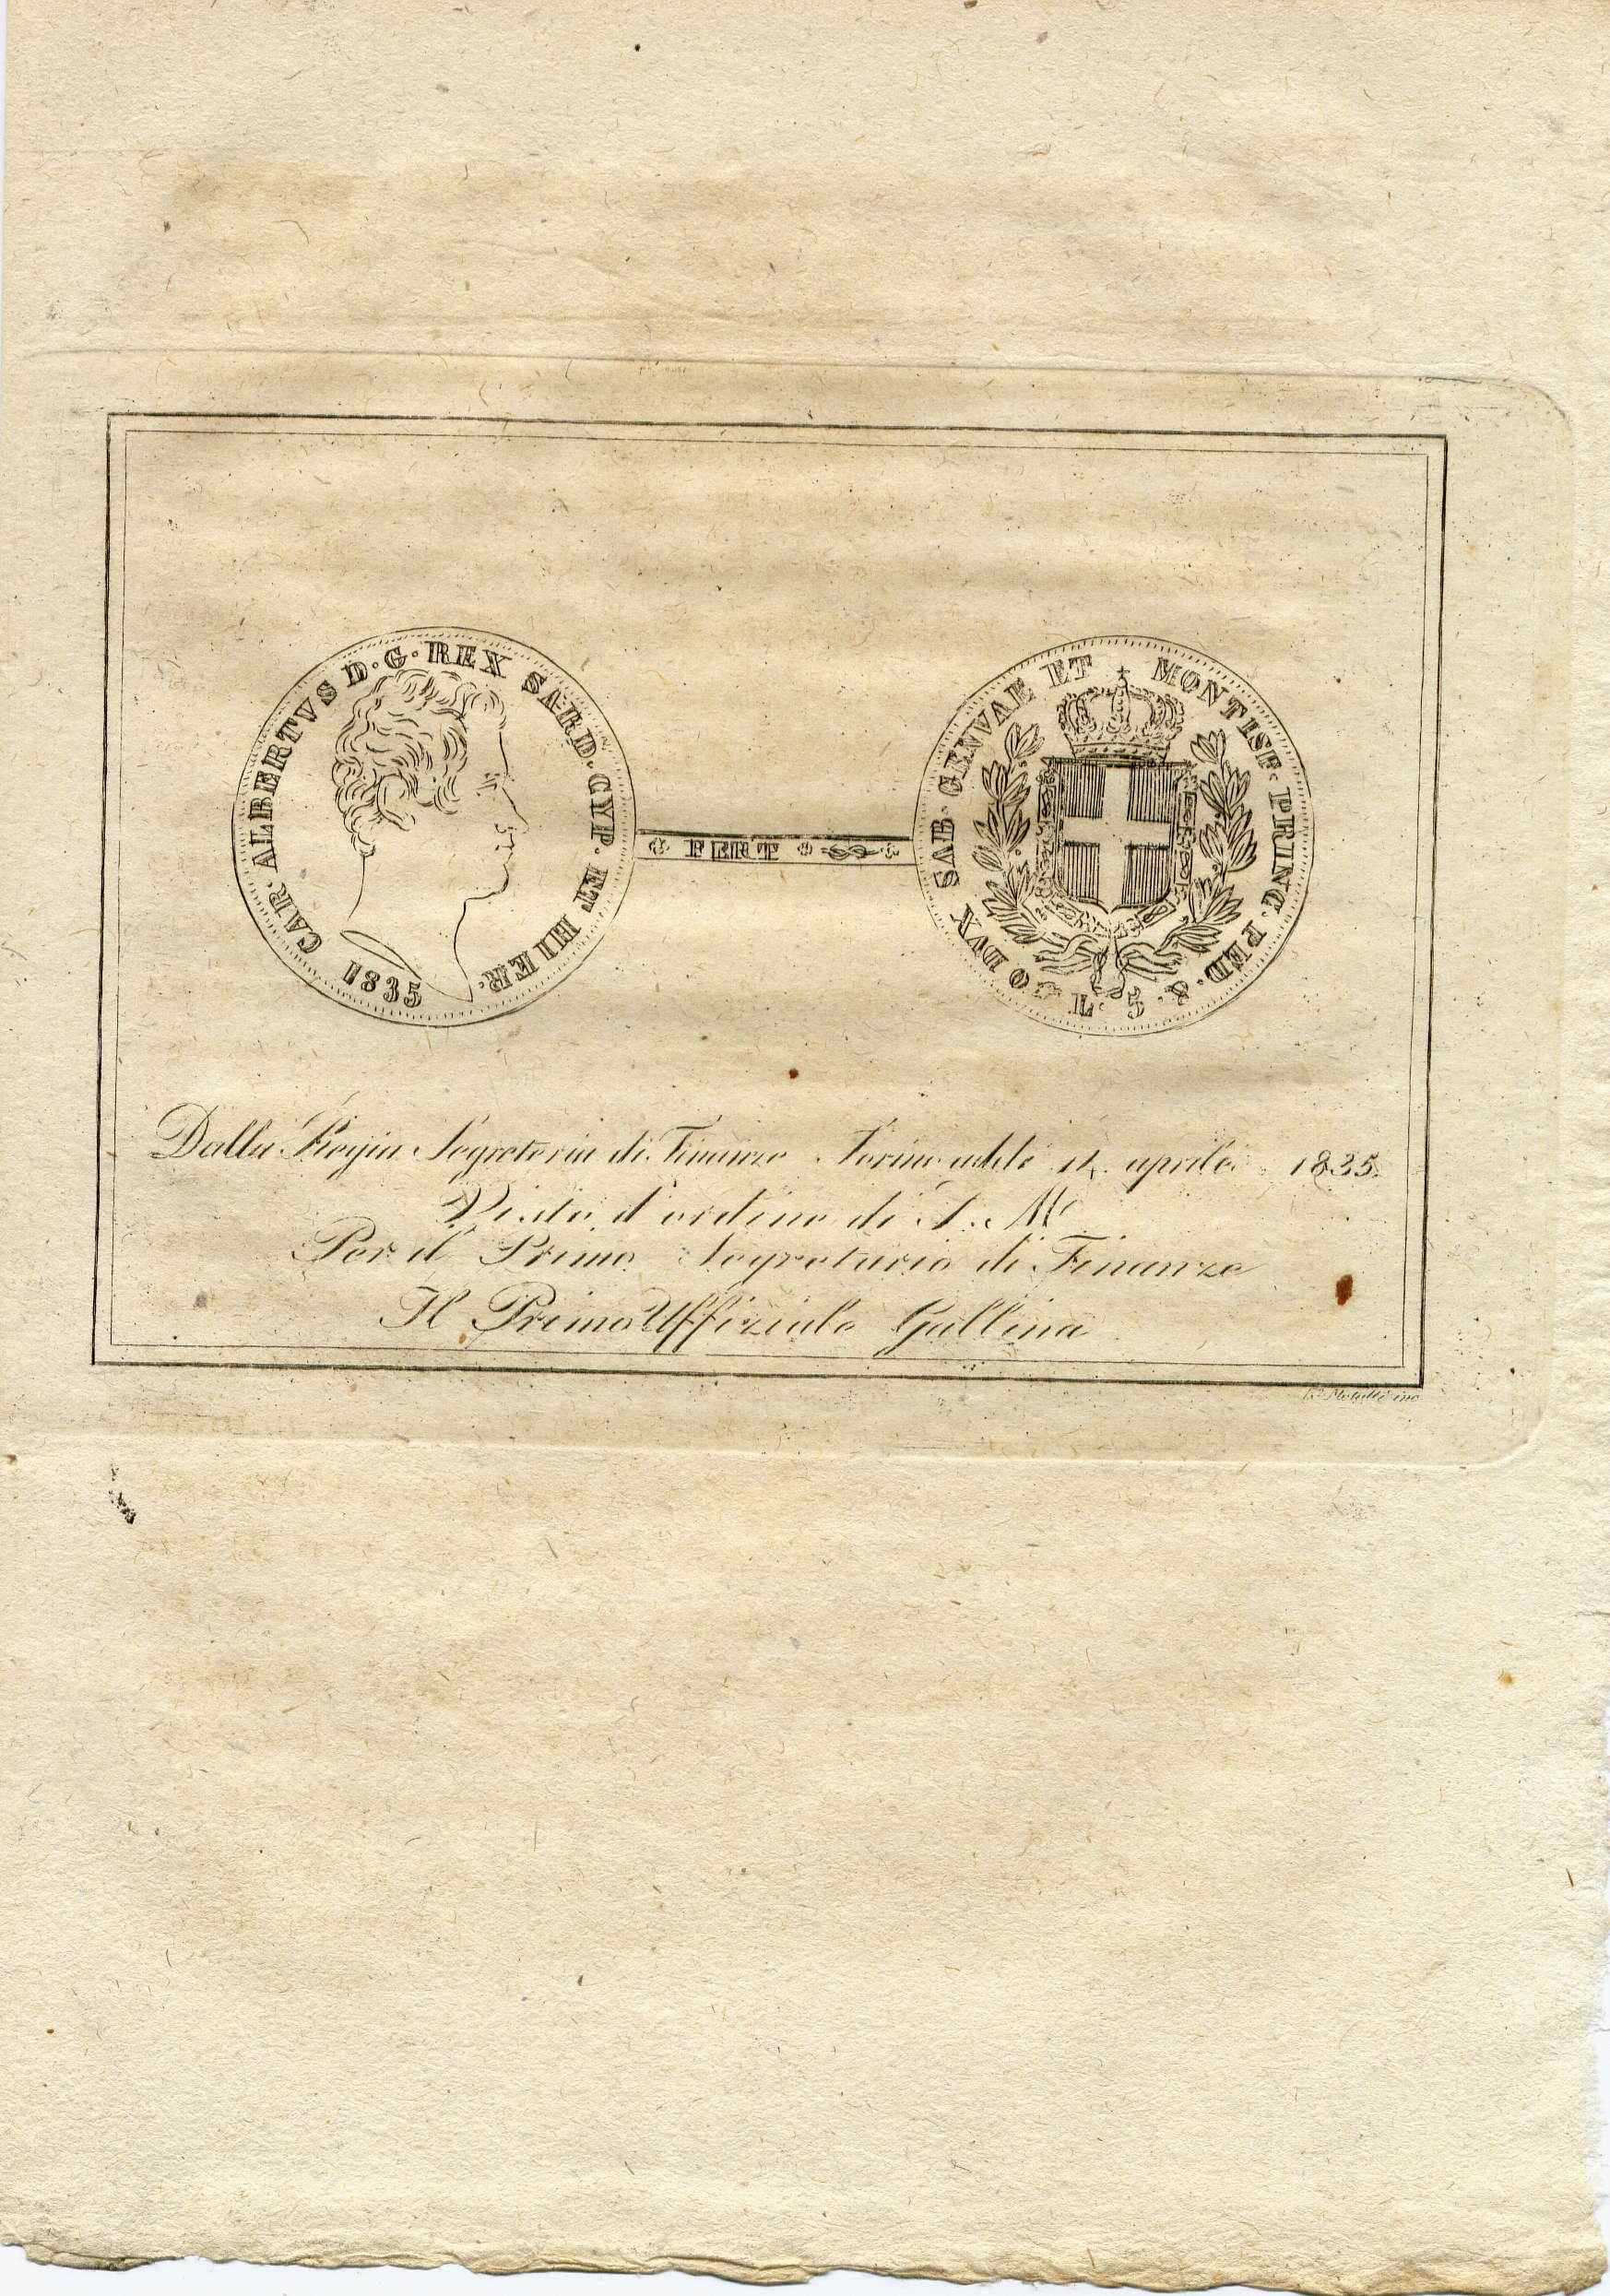 CAR. ALBERTVS D. G. REX SARD. CYP. ET HIER.
1835
FERT
DVX SAB. GENVAE ET MONTISF. PRINC. PED. &.
L. 5
Dalla Regia Segreteria di Finanze Torino addì 11. aprile 1835.
Visto d'ordine di S. M.
Per il Primo Segretario di Finanze
Il Primo Uffiziale Gallina
inc